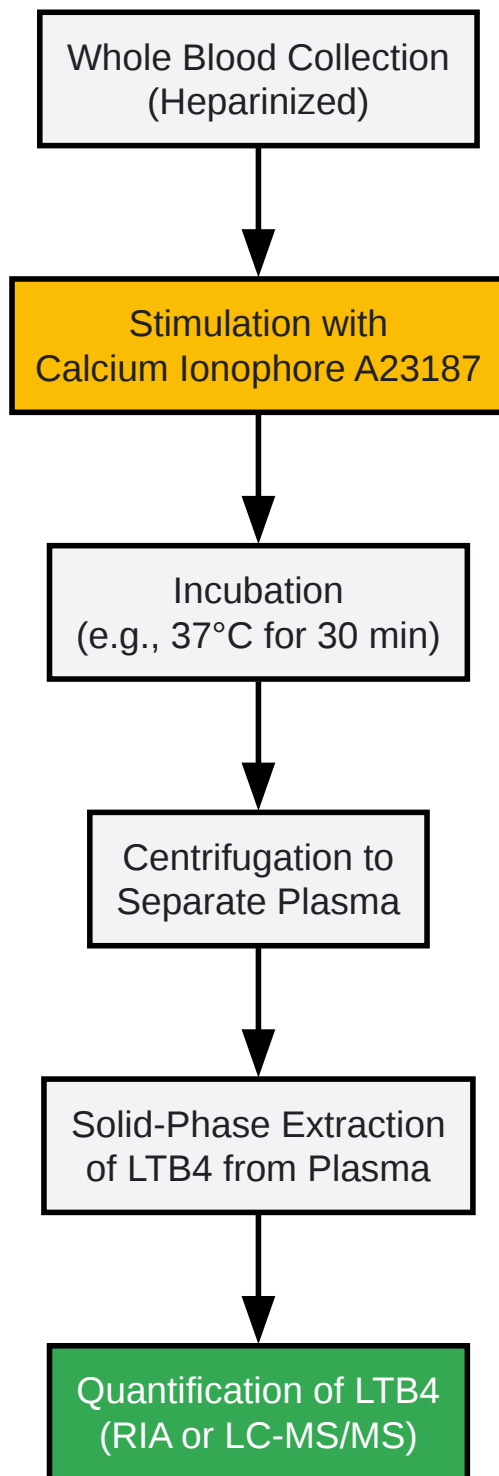 Whole Blood Collection
(Heparinized)
Stimulation with
Calcium Ionophore A23187
Incubation
(e.g., 37°C for 30 min)
Centrifugation to
Separate Plasma
Solid-Phase Extraction
of LTB4 from Plasma
Quantification of LTB4
(RIA or LC-MS/MS)